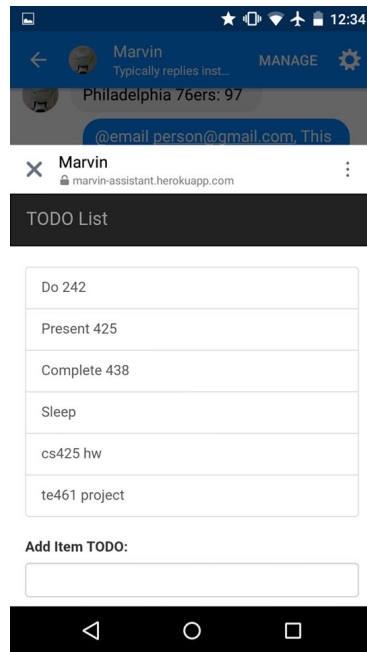 12:34
Marvin
Typically replies inst...
MANAGE
Philadelphia 76ers: 97
@email person@gmail.com, This
Marvin
marvin-assistant.herokuapp.com
TODO List
Do 242
Present 425
Complete 438
Sleep
cs425 hw
te461 project
Add Item TODO: